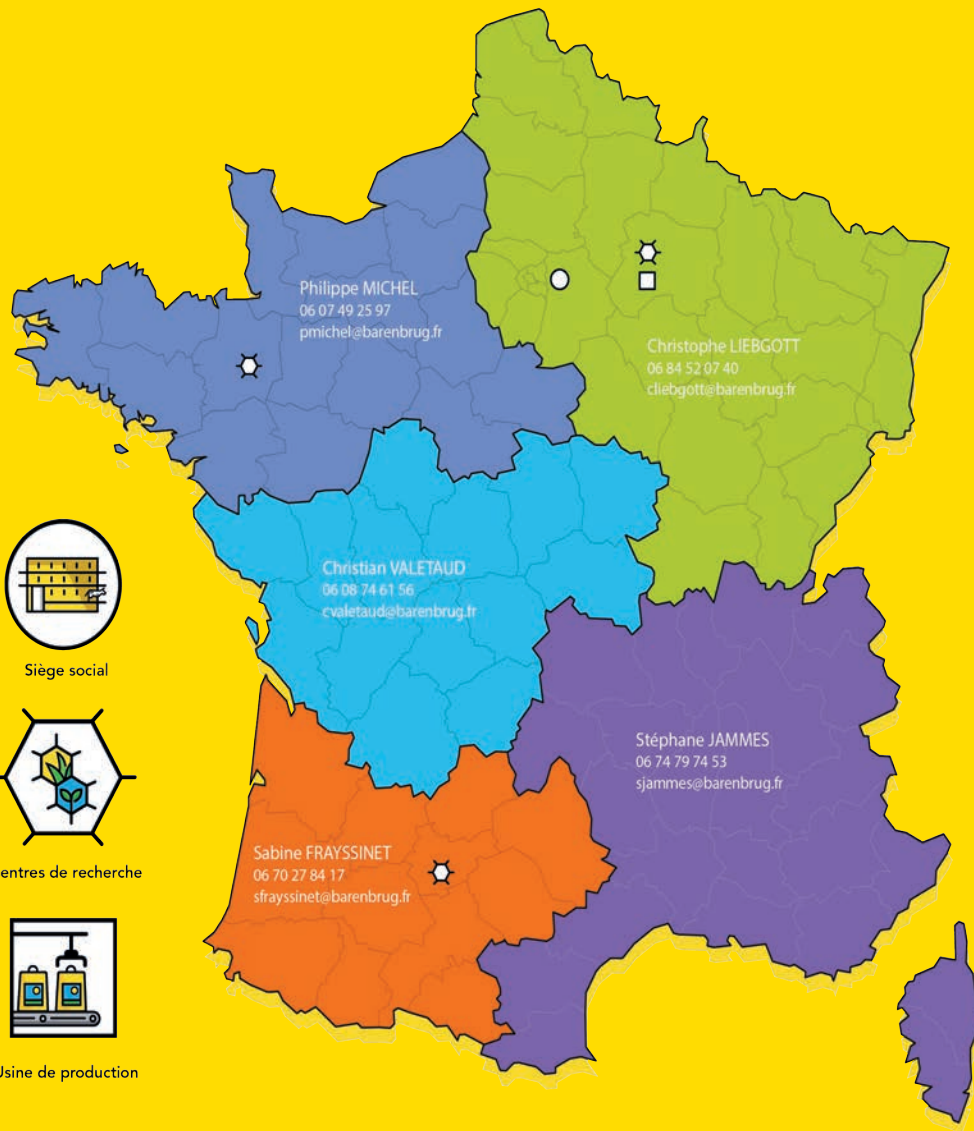 Philippe MICHEL
06 07 49 25 97
pmichel@barenbrug.fr
Christophe LIEBGOTT
06 84 52 07 40
cliebgott@barenbrug.fr
Christian VALETAUD
06 08 74 61 56
cvaletaud@barenbrug.fr
Siège social
Stéphane JAMMES
06 74 79 74 53
sjammes@barenbrug.fr
Sabine FRAYSSINET
06 70 27 84 17
sfrayssinet@barenbrug.fr
entres de recherche
Usine de production